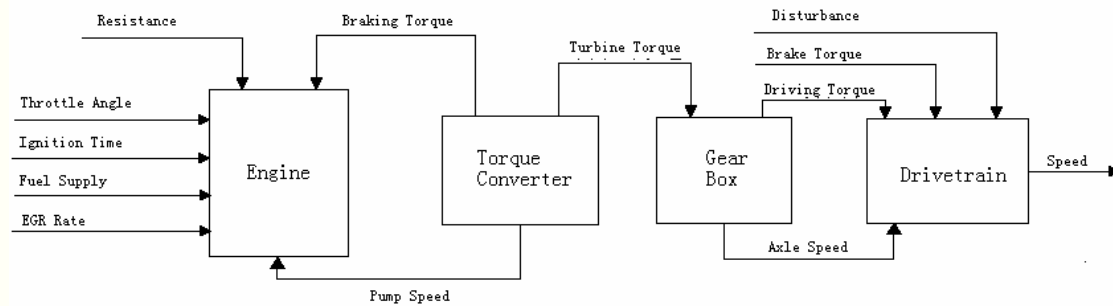 Resistance
Braking Torque
Disturbance
Turbine Torque
Brake Torque
Driving Torque
Throttle Angle
Ignition Time
Fuel Supply
EGR Rate
Engine
Torque
Converter
Gear
Box
Drivetrain
Speed
Axle Speed
Pump Speed